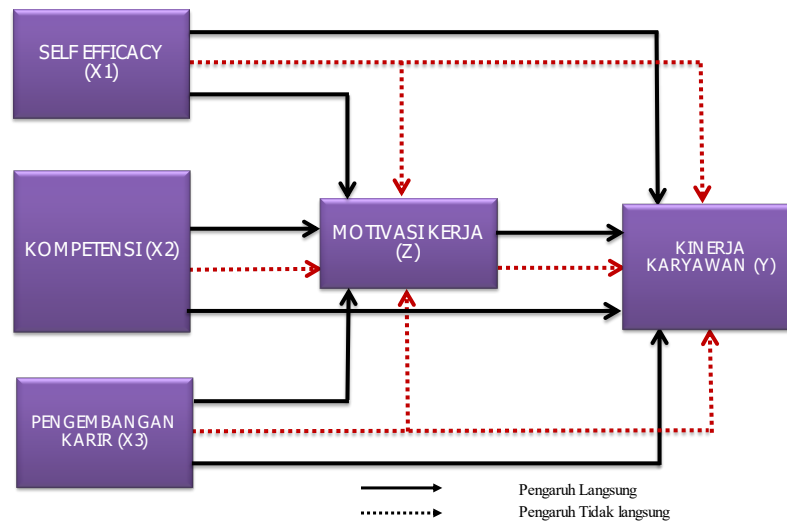 SELF EFFICACY
(X1)
KOMPETENSI (X2)
MOTIVASI KERJA
(Z)
KINERJA
KARYAWAN (Y)
PENGEMBANGAN
KARIR (X3)
Pengaruh Langsung
Pengaruh Tidak langsung